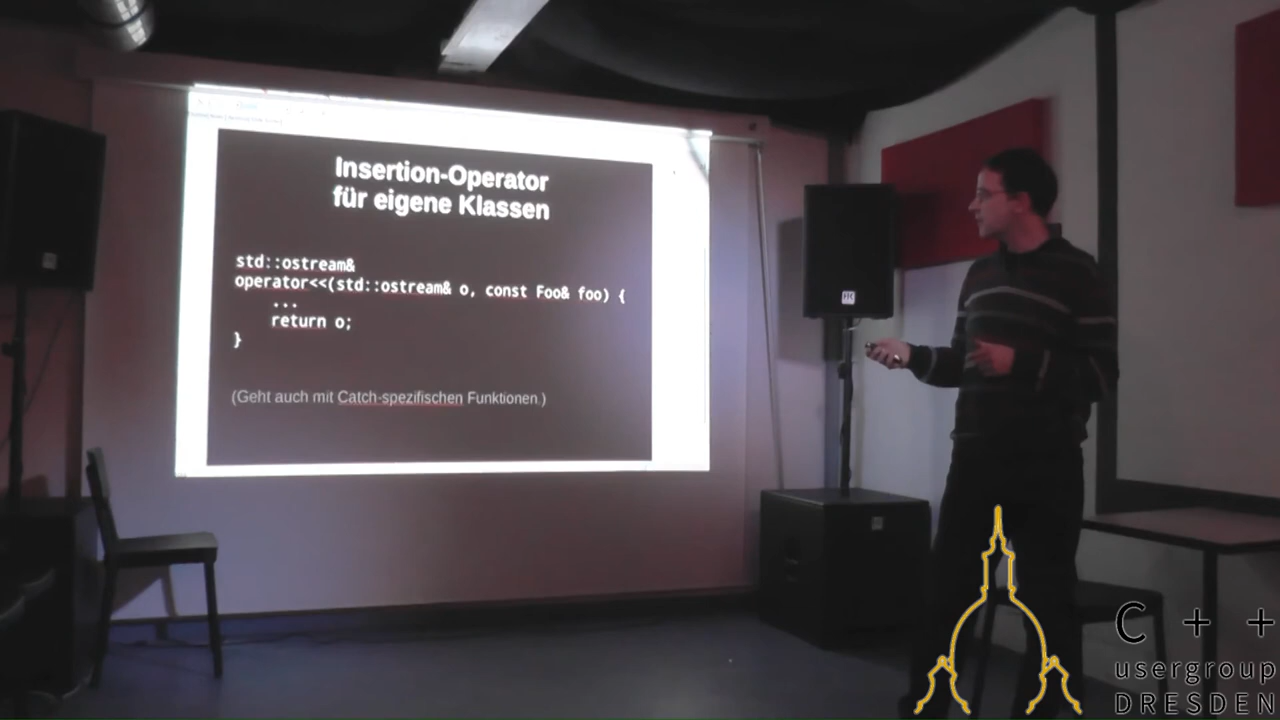 Insertion-Operator
für eigene Klassen
std::ostream&
operator<<(std::ostream& o, const Foo& foo) {
...
return o;
}
(Geht auch mit Catch-spezifischen Funktionen.)
C + +
usergroup
DRESDEN